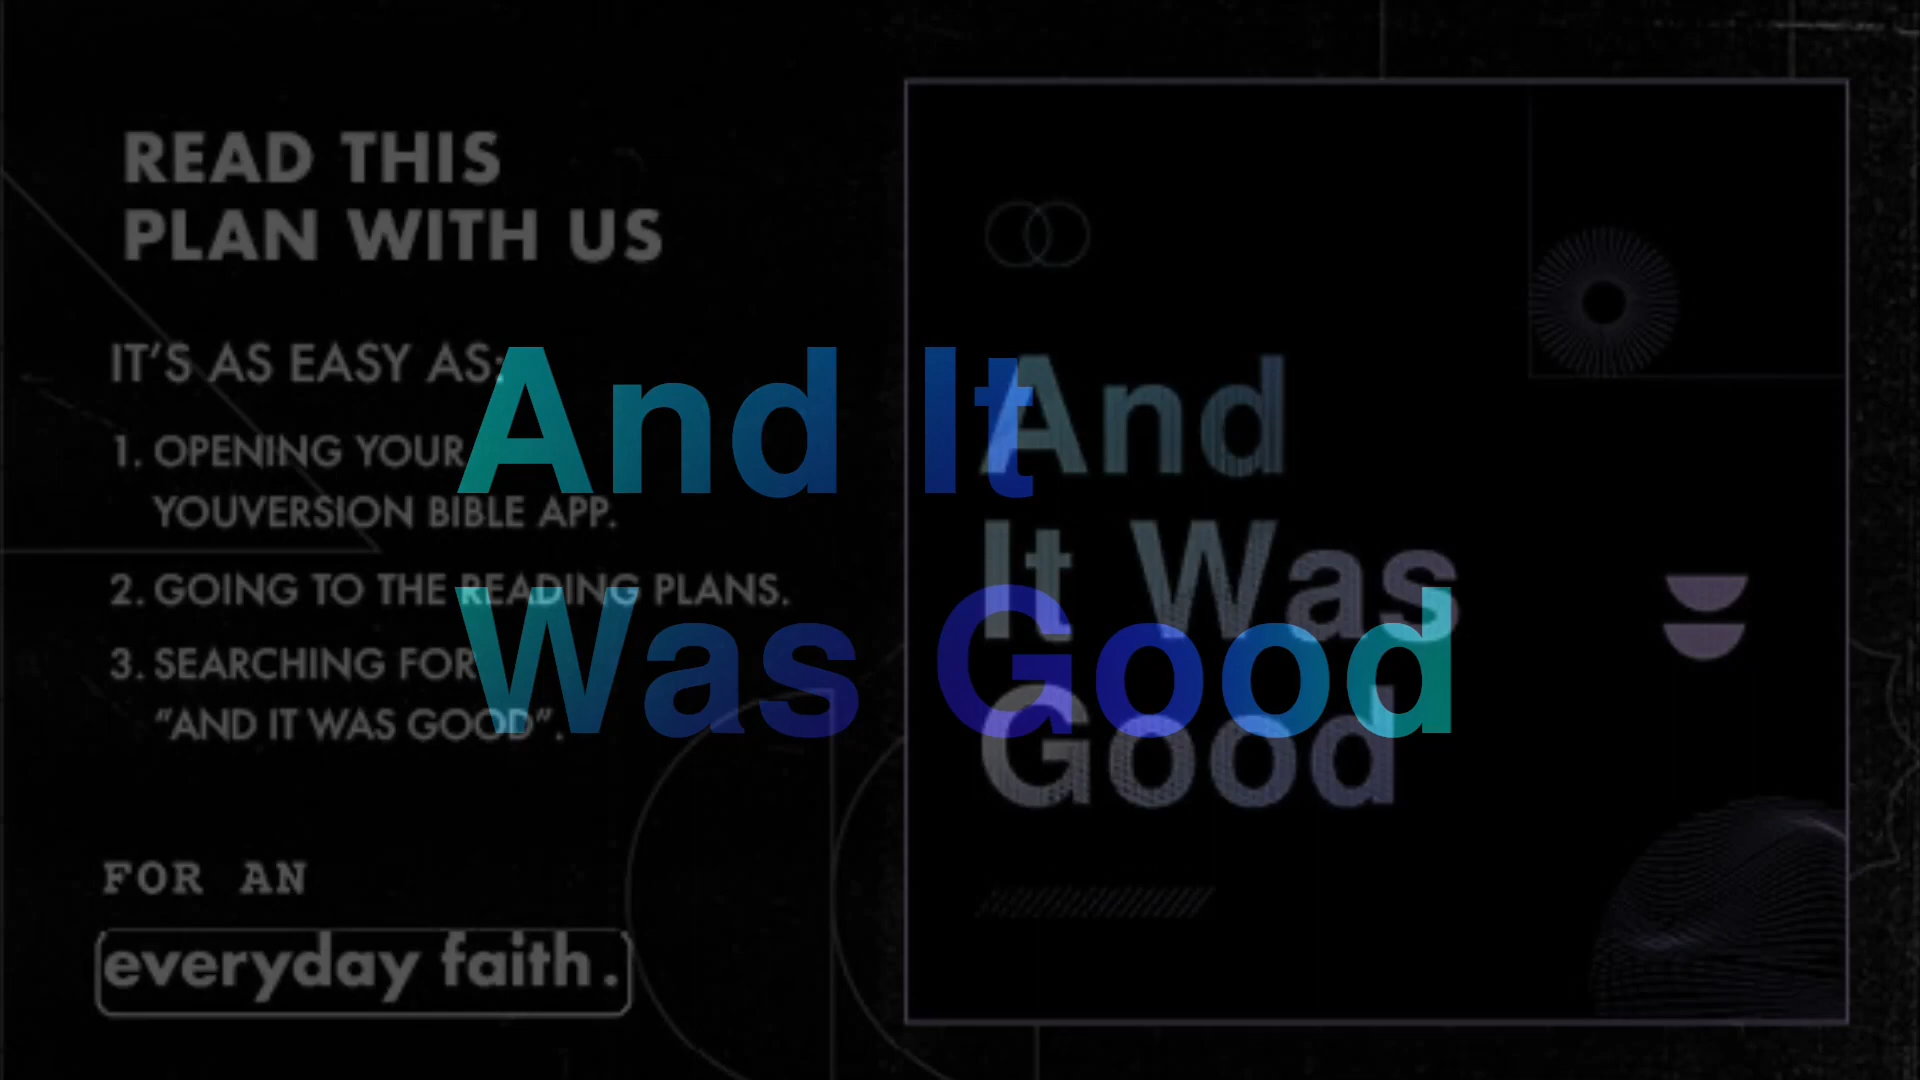 READ THIS
PLAN WITH US
IT’S AS EASY AS:
1. OPENING YOUR
YOUVERSION BIBLE APP.
2. GOING TO THE READING PLANS.
3. SEARCHING FOR
“AND IT WAS GOOD”.
FOR AN
everyday faith.
And It
Was Good
And
It Was
Good